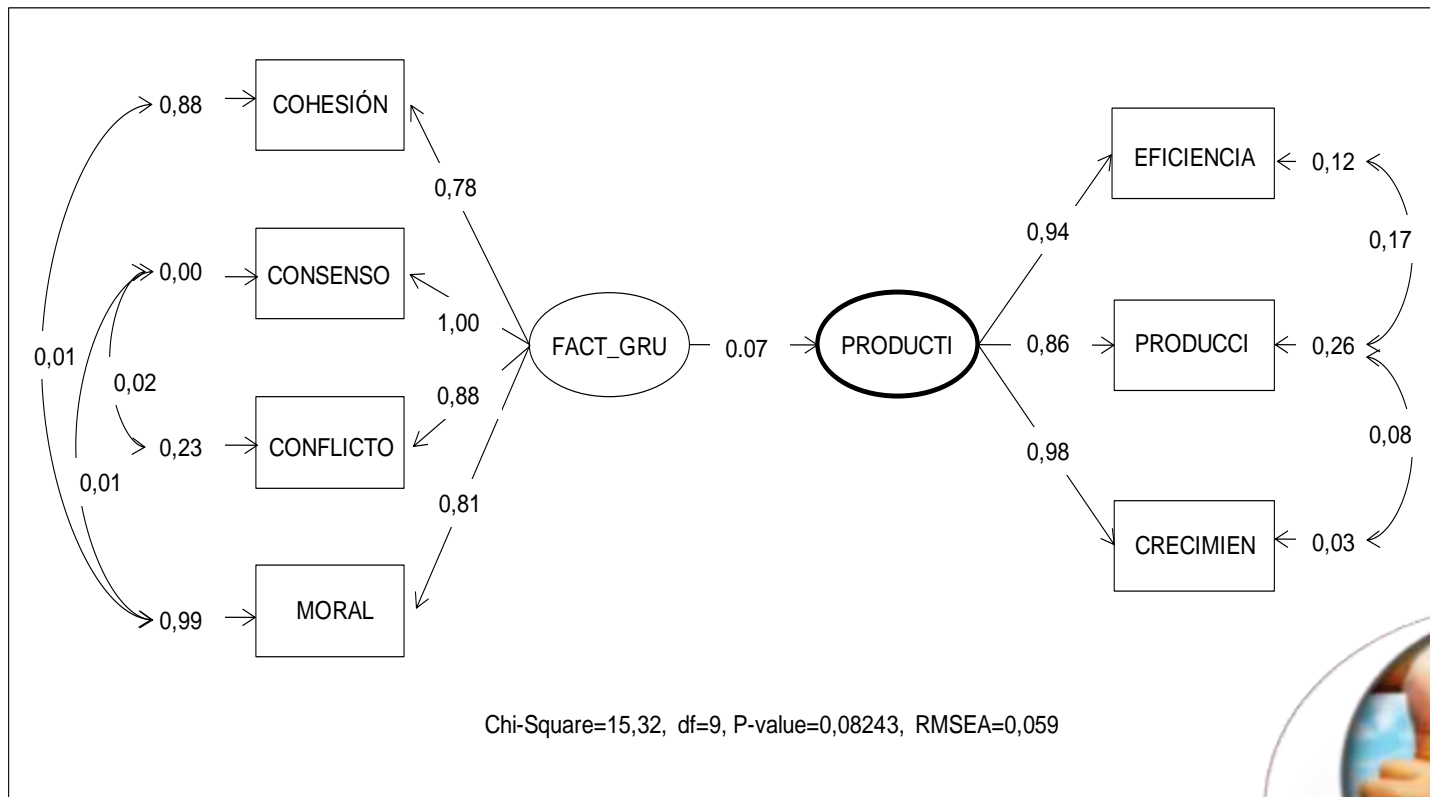 0,88
COHESIÓN
EFICIENCIA
0,12
0,78
0,94
0,17
0,00
CONSENSO
1,00
0,01
0,02
FACT_GRU
0.07
PRODUCTI
0,86
PRODUCCI
0,26
0,88
0,23
CONFLICTO
0,08
0,98
0,01
0,81
CRECIMIEN
0,03
0,99
MORAL
Chi-Square=15,32, df=9, P-value=0,08243, RMSEA=0,059